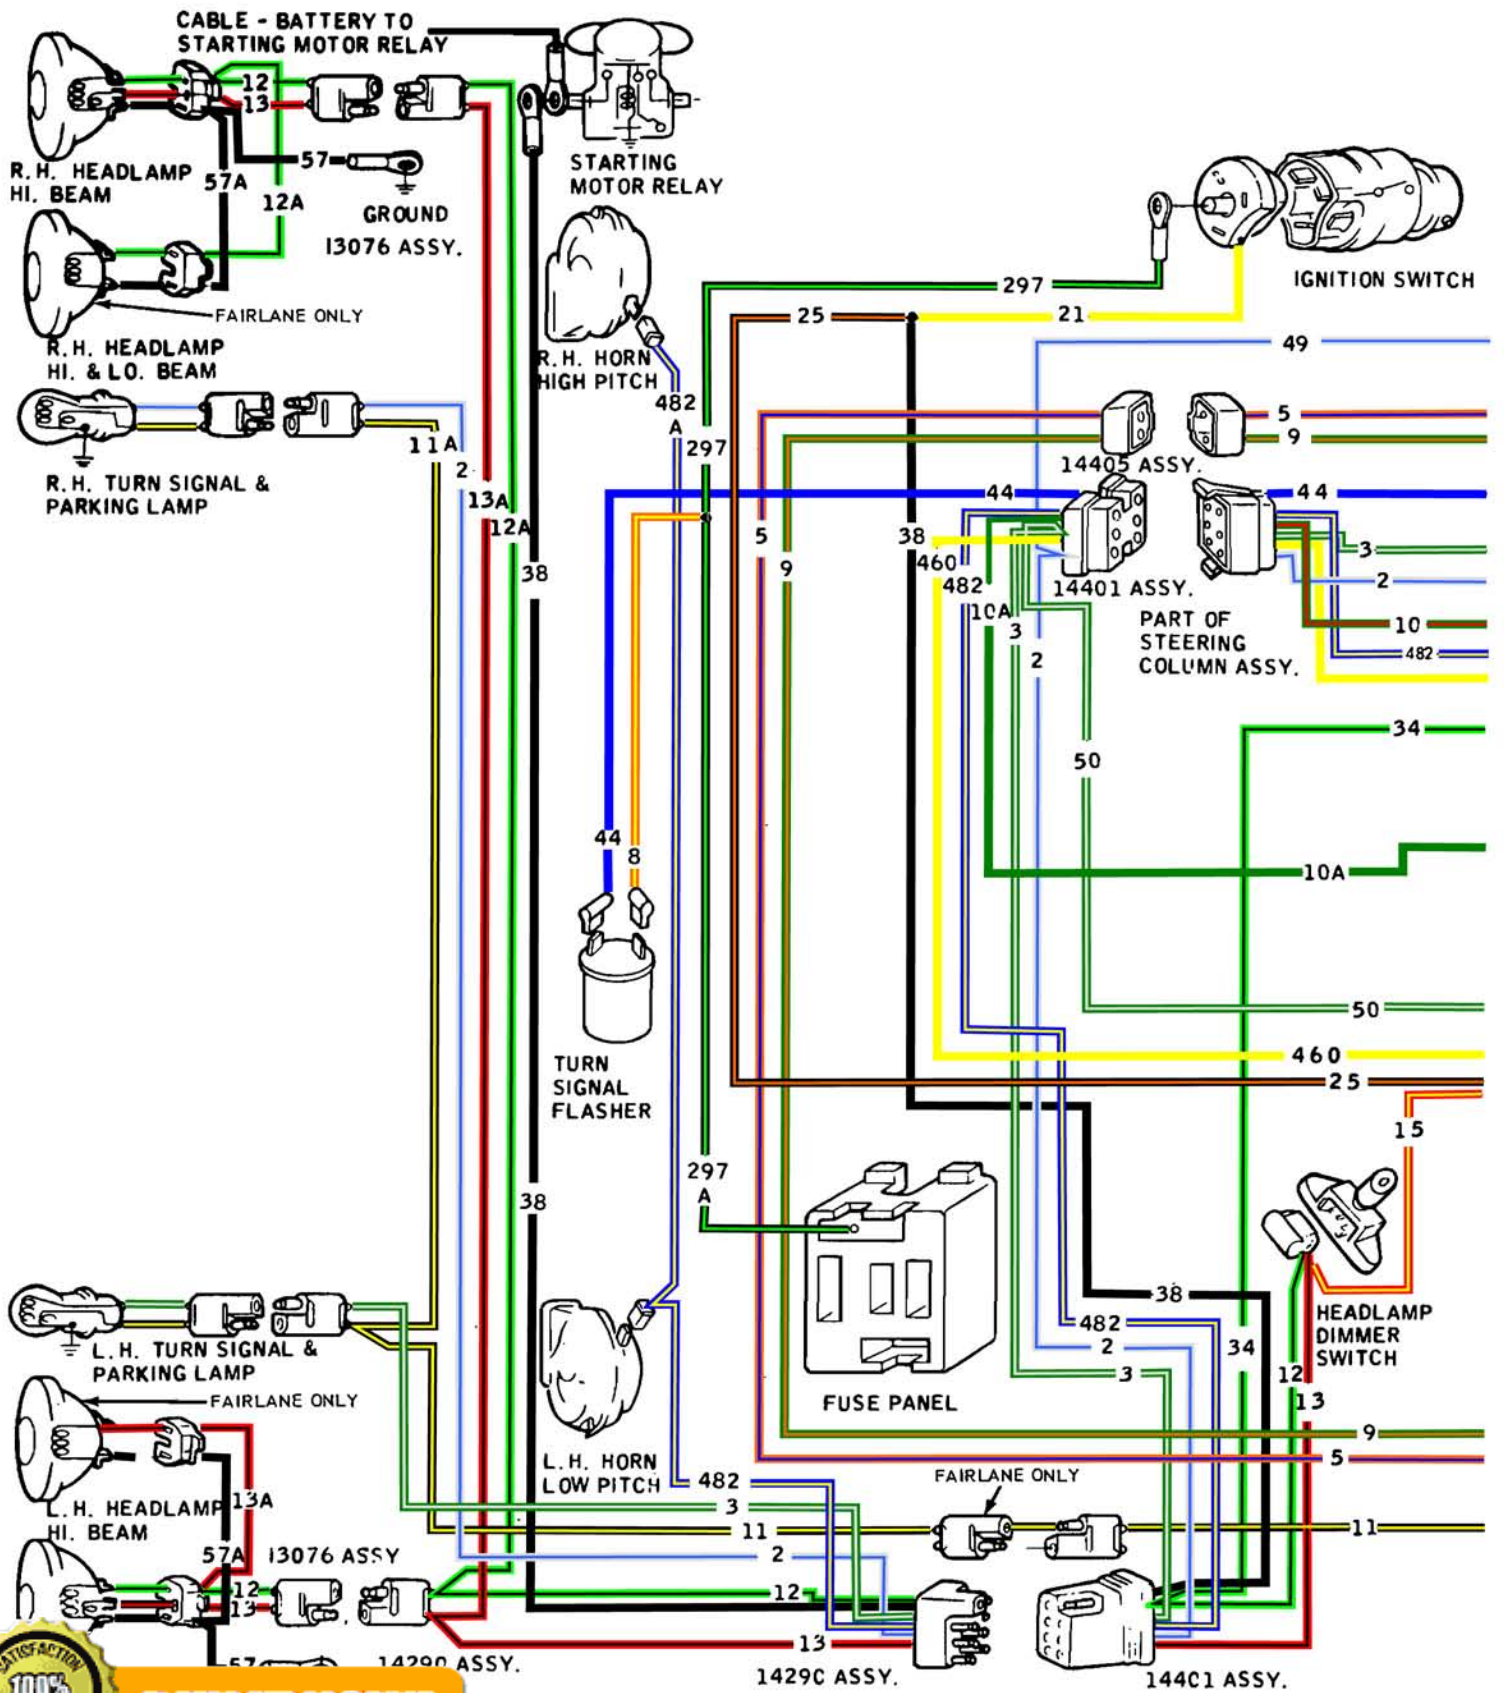 CABLE - BATTERY TO
STARTING MOTOR RELAY
12
13
R.H. HEADLAMP
HI. BEAM
57
57A
12A
GROUND
13076 ASSY.
STARTING
MOTOR RELAY
IGNITION SWITCH
297
FAIRLANE ONLY
25
21
R.H. HEADLAMP
HI. & LO. BEAM
R.H. HORN
HIGH PITCH
49
482
A
5
9
11A
297
14405 ASSY.
2
R.H. TURN SIGNAL &
PARKING LAMP
13A
12A
44
44
5
38
3
9
460
38
482
14401 ASSY.
2
10A
3
PART OF
STEERING
COLUMN ASSY.
10
482
2
34
50
44
8
10A
50
TURN
SIGNAL
FLASHER
460
25
15
297
A
38
38
HEADLAMP
DIMMER
SWITCH
482
2
34
3
12
13
L.H. TURN SIGNAL &
PARKING LAMP
FAIRLANE ONLY
FUSE PANEL
9
L.H. HORN
LOW PITCH
5
482
FAIRLANE ONLY
13A
L.H. HEADLAMP
HI. BEAM
3
11
11
57A
13076 ASSY
2
12
12
13
13
57
14290 ASSY.
1429C ASSY.
144C1 ASSY.
SATISFACTION
100%